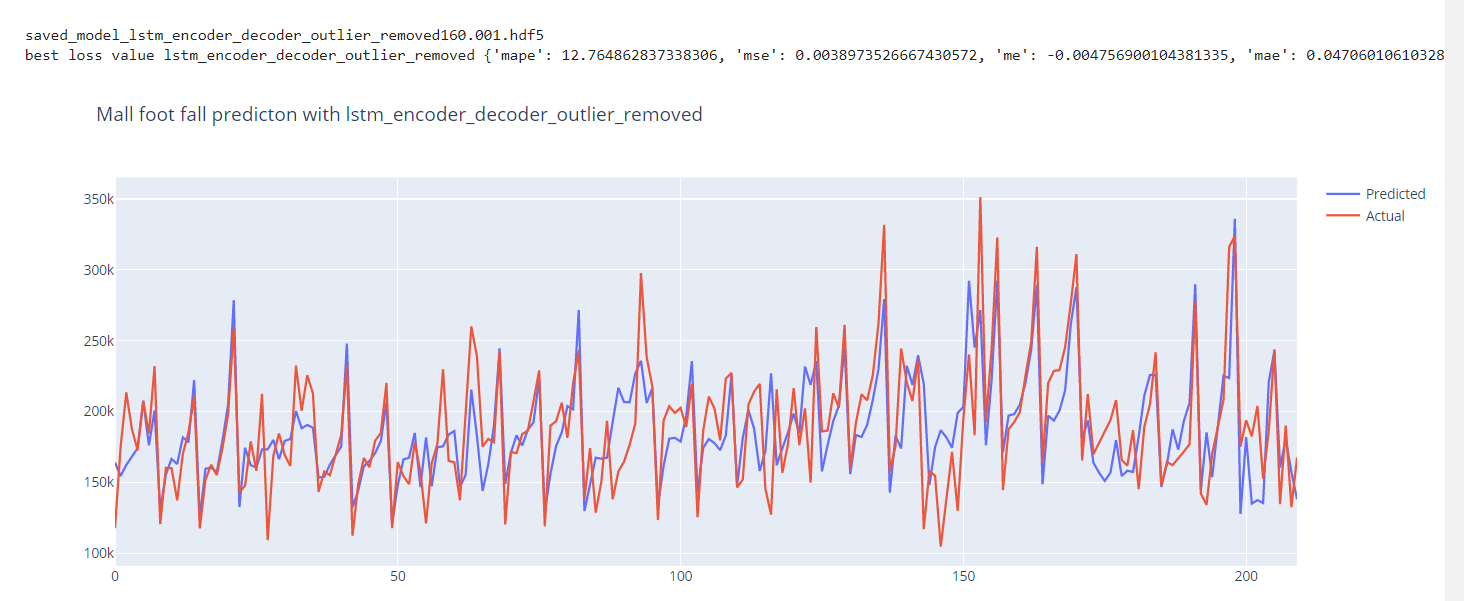 saved_model_lstm_encoder_decoder_outlier_removed160.001.hdf5
best loss value lstm_encoder_decoder_outlier_removed {'mape': 12.764862837338306, 'mse': 0.0038973526667430572, 'me': -0.004756900104381335, 'mae': 0.04706010610328
Mall foot fall predicton with lstm_encoder_decoder_outlier_removed
Predicted
Actual
350k
300k
250k
200k
150k
100k
0 50 100 150 200